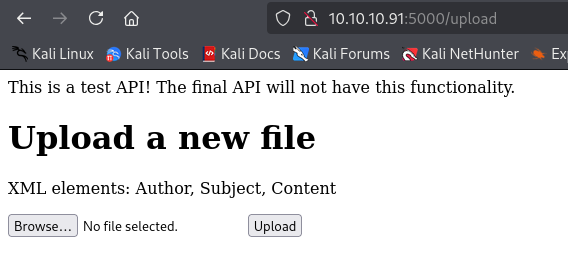 10.10.10.91:5000/upload
Kali Linux Kali Tools Kali Docs Kali Forums Kali NetHunter Ex
This is a test API! The final API will not have this functionality.
Upload a new file
XML elements: Author, Subject, Content
Browse... No file selected. Upload